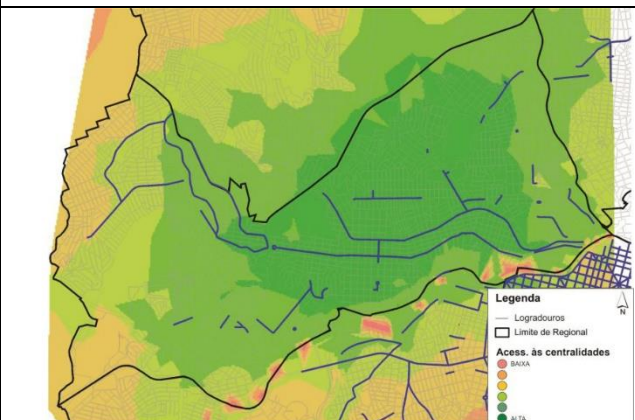 Legenda
N
Logradouros
Limite de Regional
Acess. às centralidades
BAIXA
ALTA